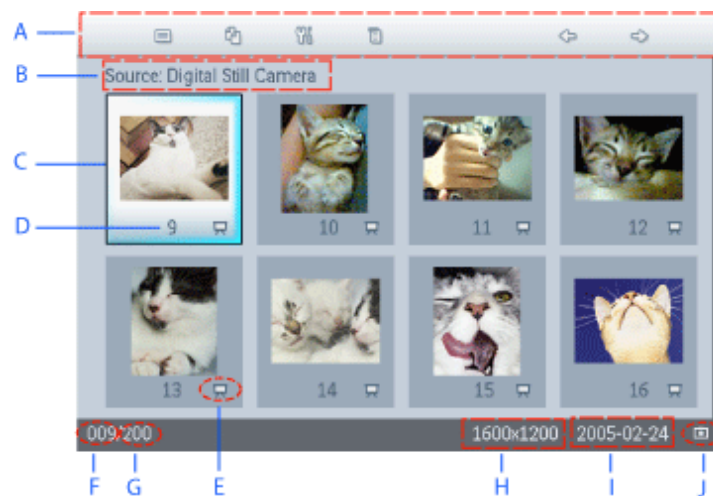 A
B
Source: Digital Still Camera
C
D
9
10
11
12
13
14
15
16
009/200
1600x1200
2005-02-24
F
G
E
H
I
J